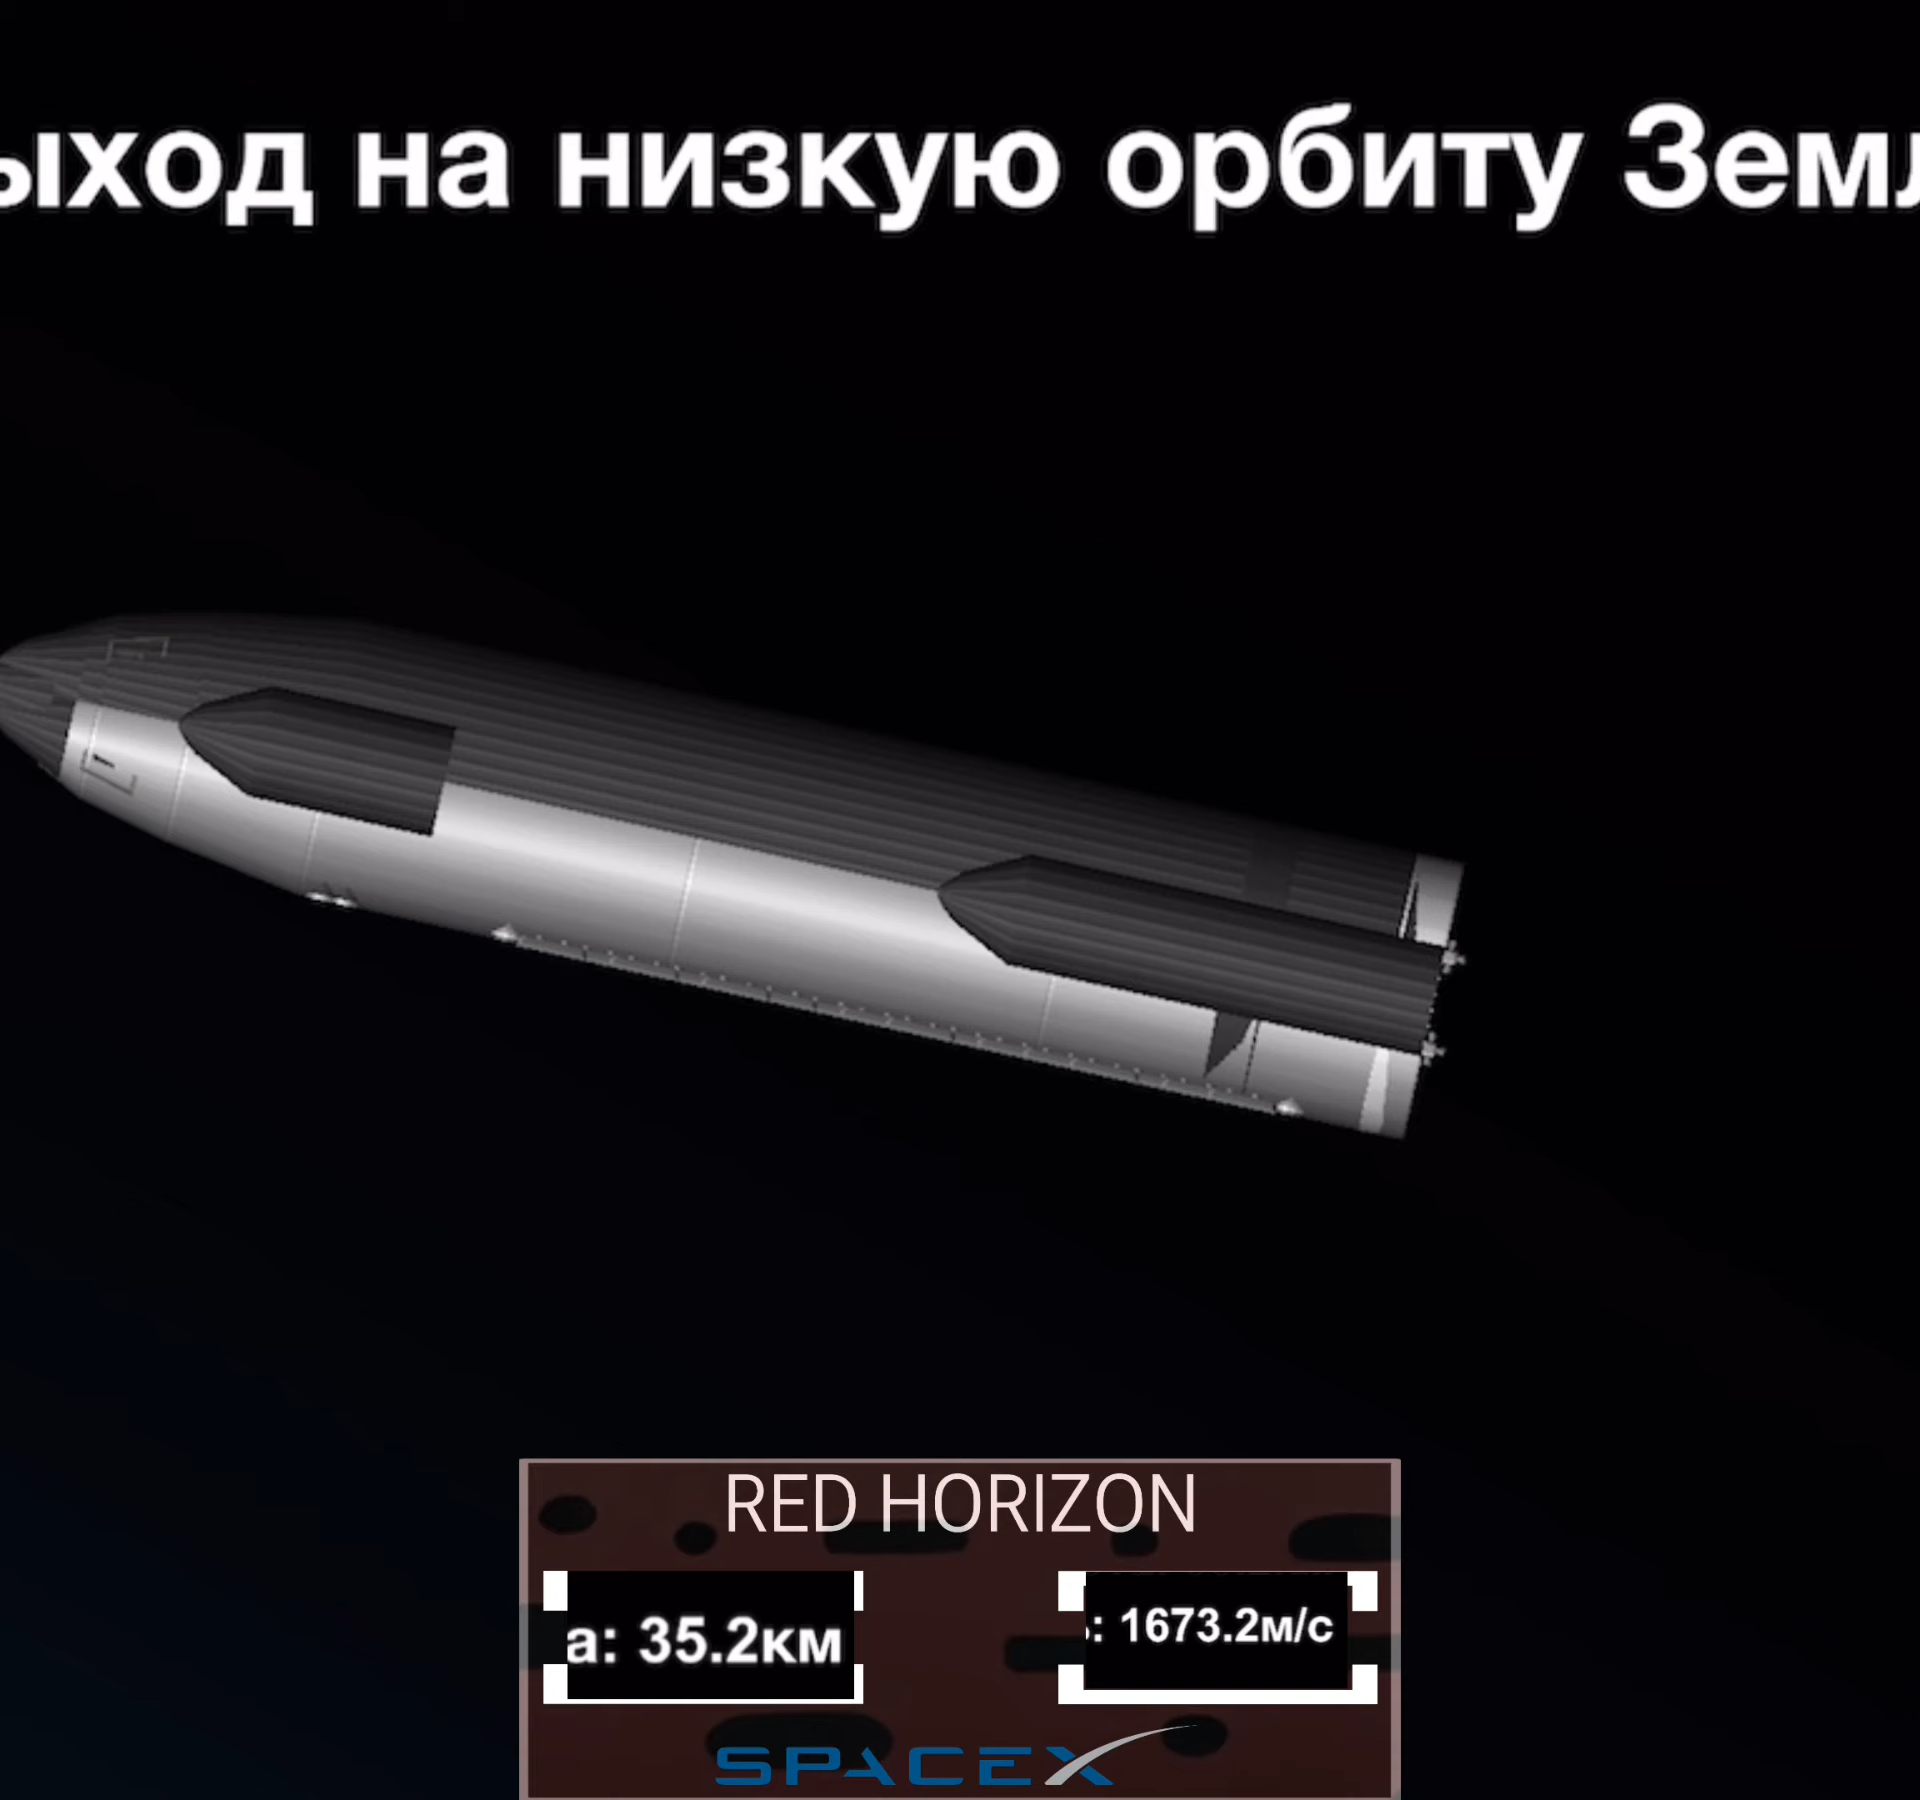 ыход на низкую орбиту Земл
RED HORIZON
а: 35.2км
: 1673.2м/с
SPACEX